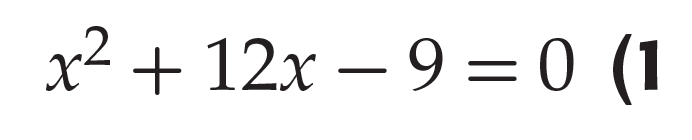 x² + 12x − 9 = 0 (1